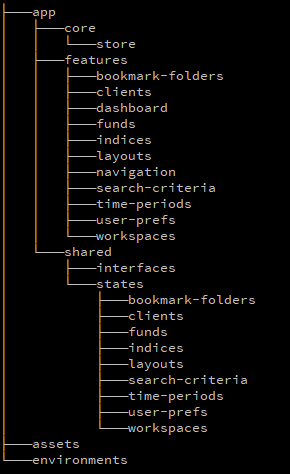 app
core
store
features
bookmark-folders
clients
dashboard
funds
indices
layouts
navigation
search-criteria
time-periods
user-prefs
workspaces
shared
interfaces
states
bookmark-folders
clients
funds
indices
layouts
search-criteria
time-periods
user-prefs
workspaces
assets
environments